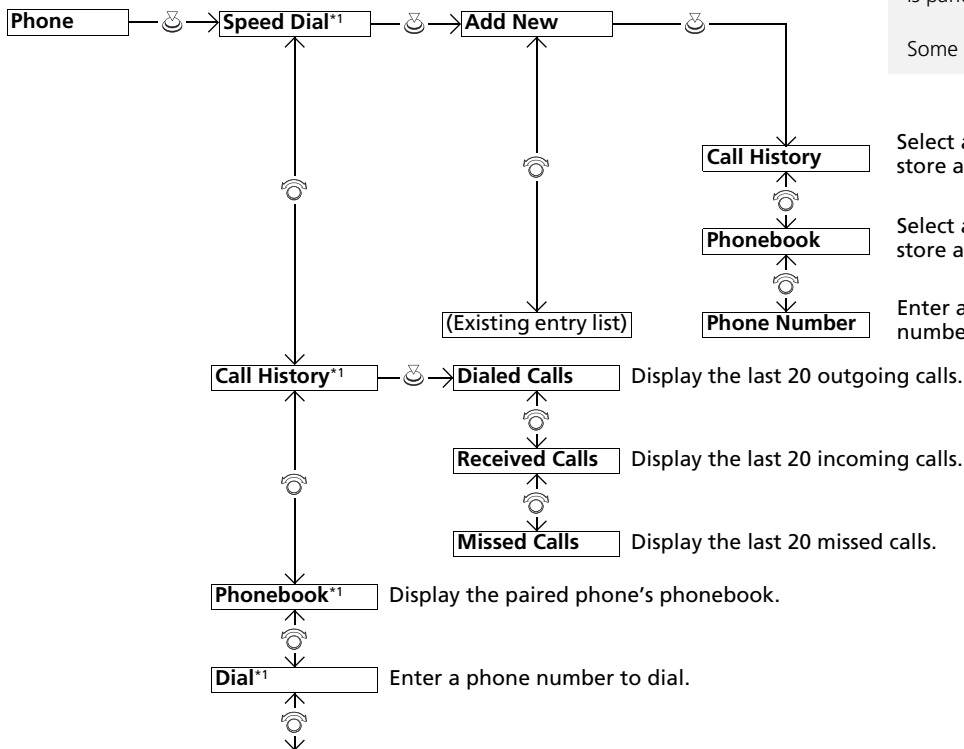 is
Some
Phone
Speed Dial*1
Add New
Call History
Select a
store a
Phonebook
Select a
store a
Phone Number
Enter a
numbe
(Existing entry list)
Call History*1
Dialed Calls
Display the last 20 outgoing calls.
Received Calls
Display the last 20 incoming calls.
Missed Calls
Display the last 20 missed calls.
Phonebook*1
Display the paired phone's phonebook.
Dial*1
Enter a phone number to dial.